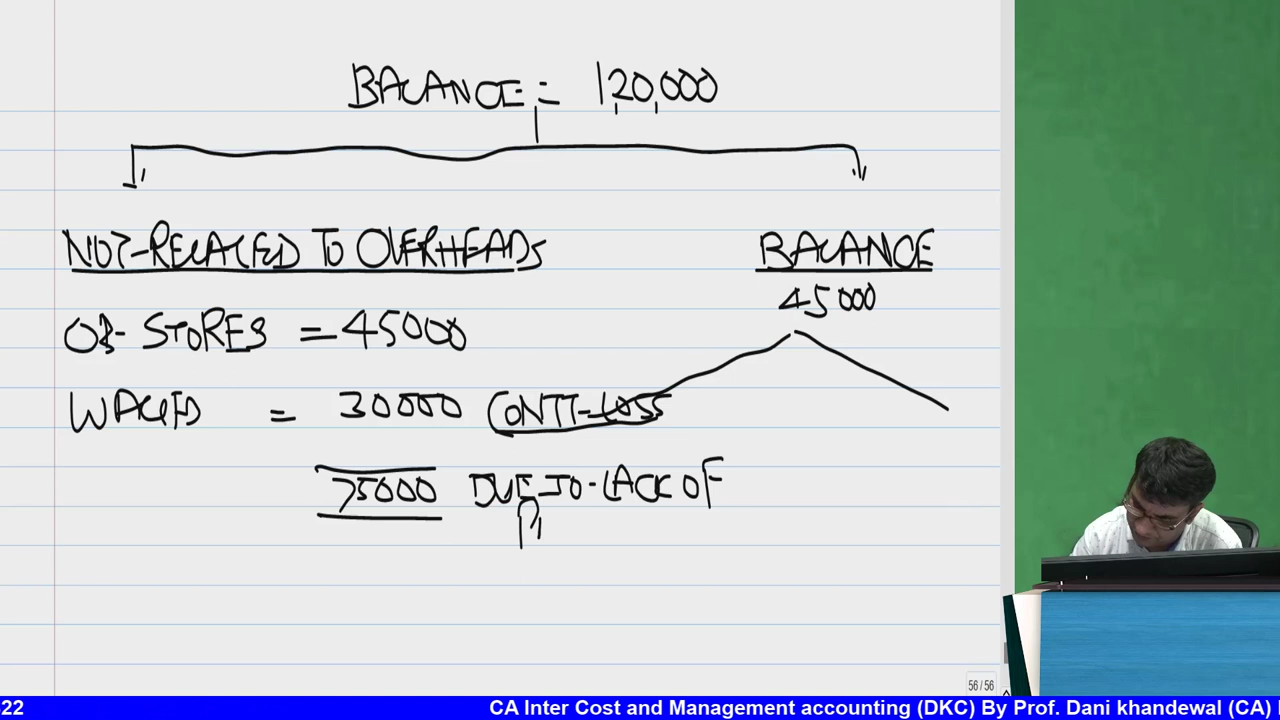 BALANCE = 120,000
NOT-RELATED TO OVERHEADS
BALANCE
45000
OB-STORES = 45000
WAGES = 30000
CONTI-LOSS
75000
DUE TO-LACK OF
P
56 / 56
22
CA Inter Cost and Management accounting (DKC) By Prof. Dani khandewal (CA)